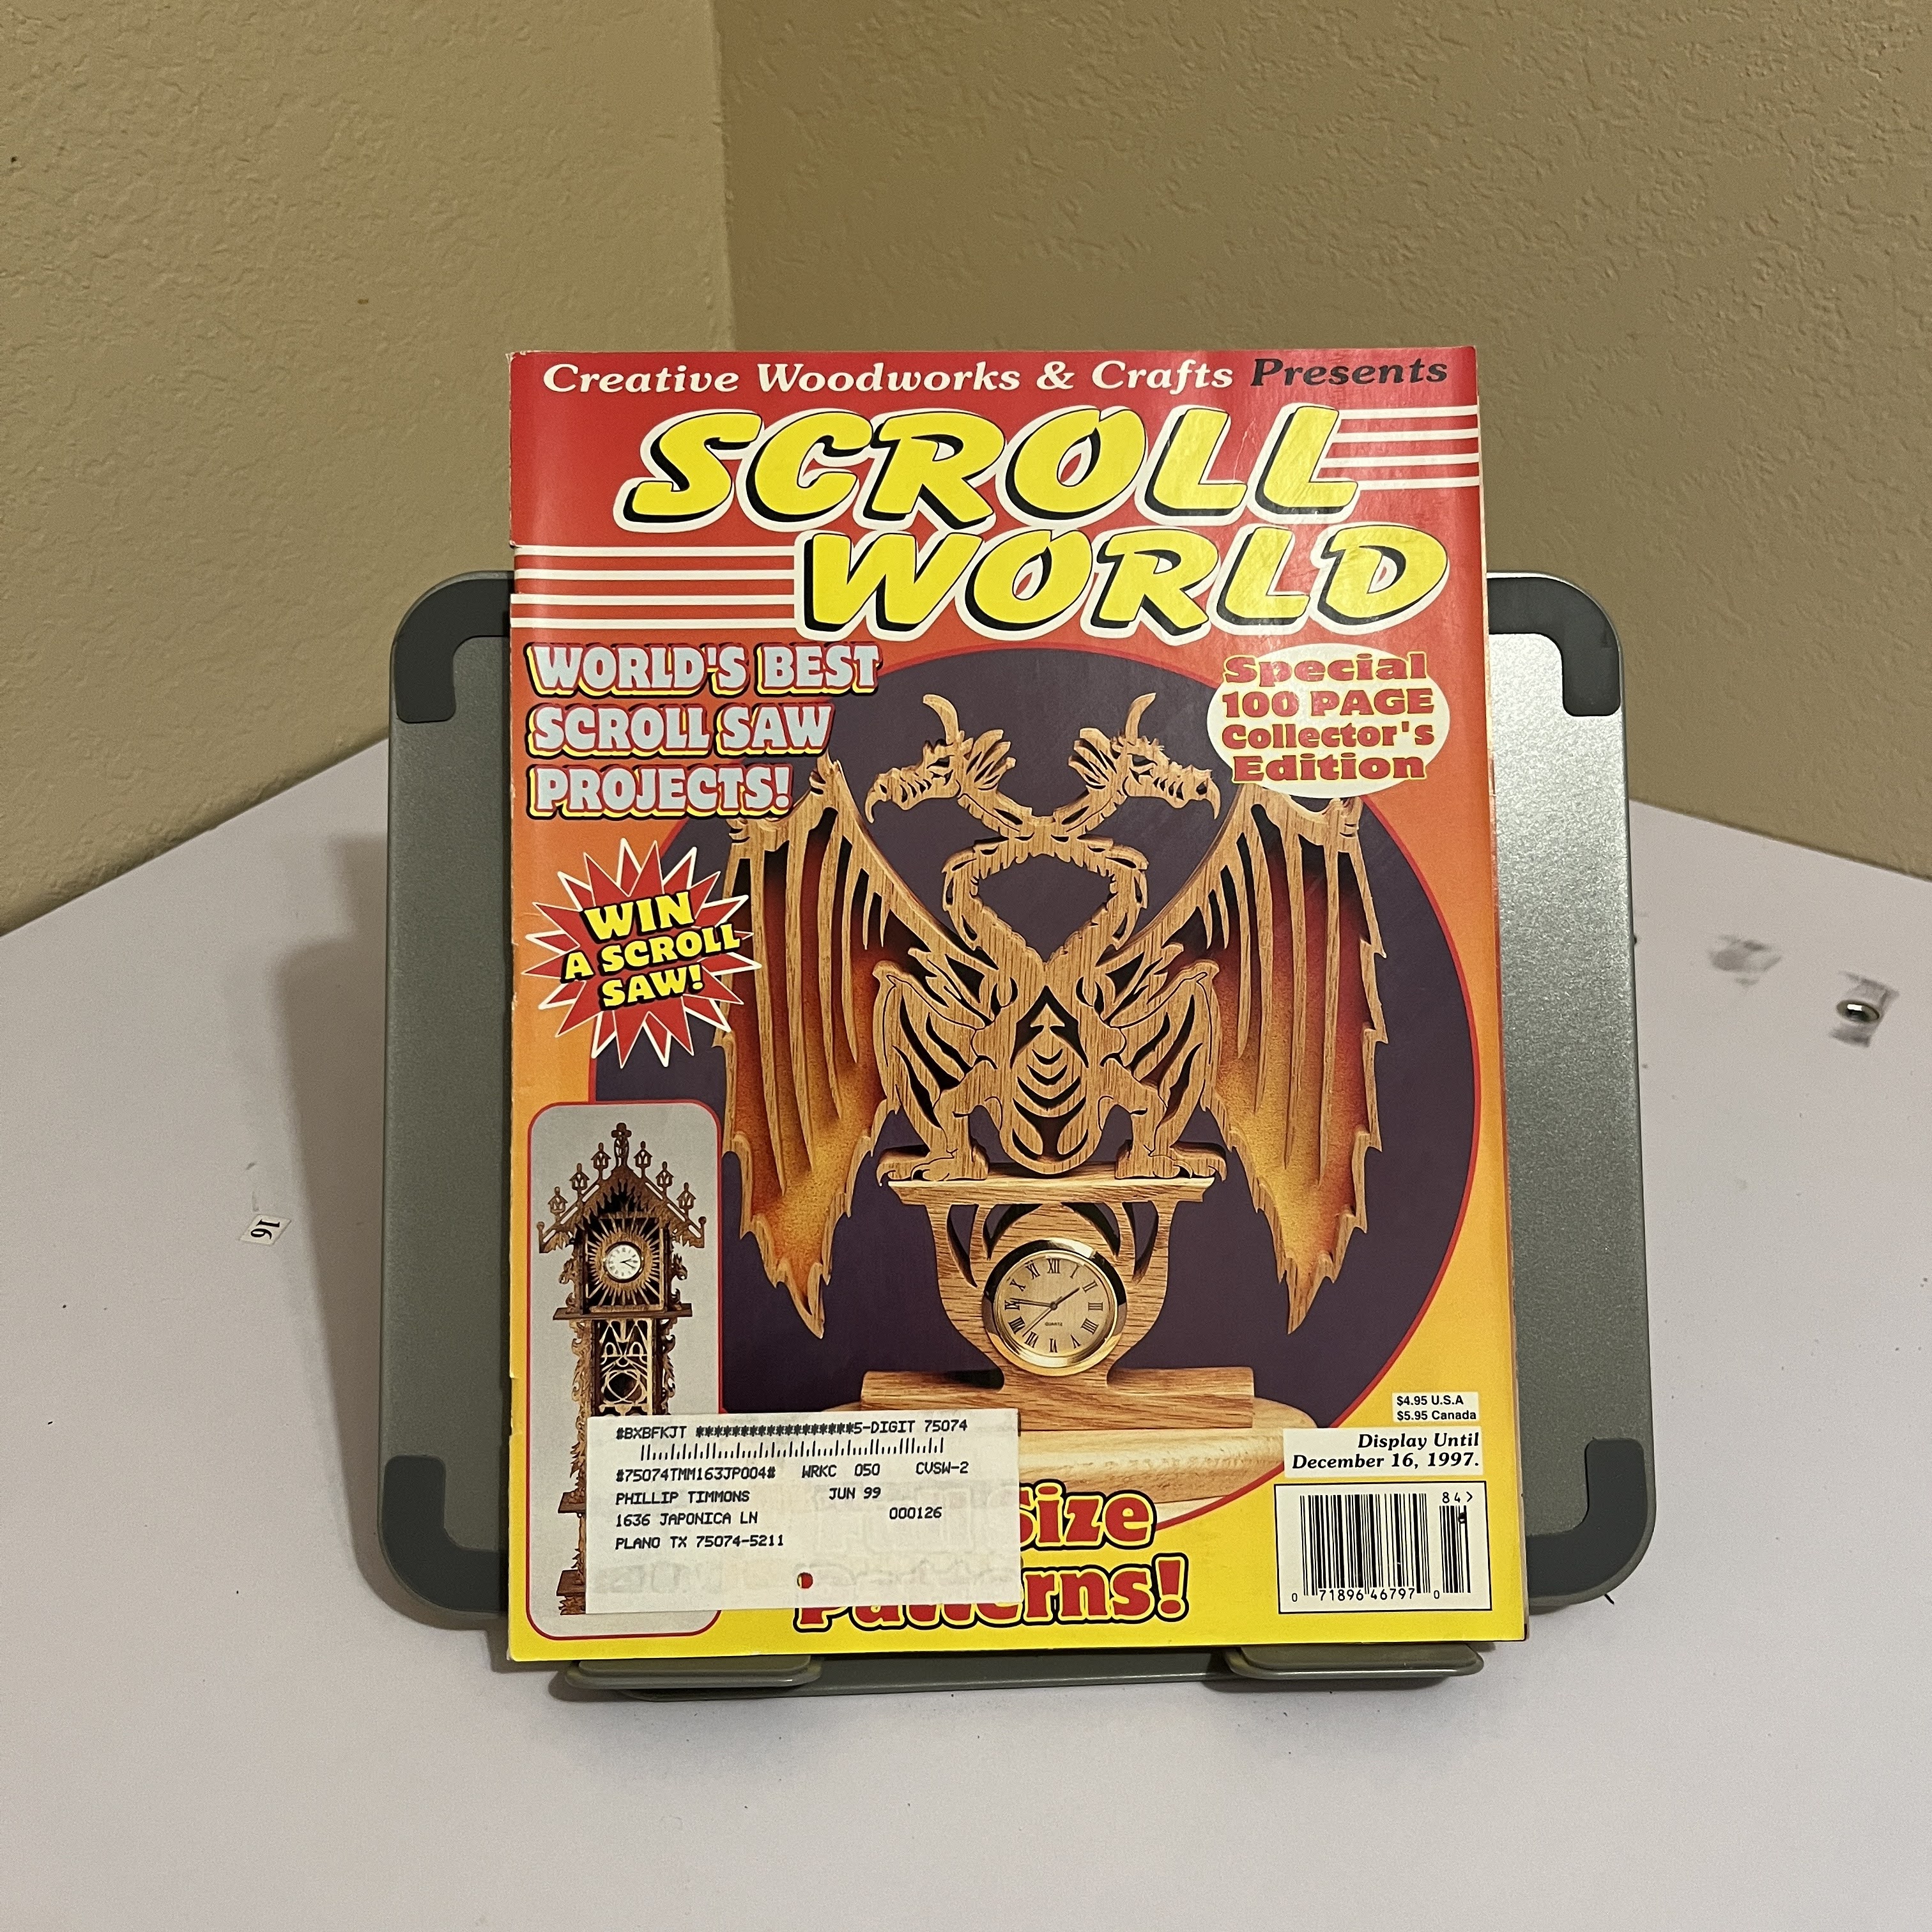 Creative Woodworks & Crafts Presents
SCROLL
WORLD
WORLD'S BEST
SCROLL SAW
PROJECTS!
Special
100 PAGE
Collector's
Edition
WIN
A SCROLL
SAW!
XII
QUARTZ
$4.95 U.S.A
$5.95 Canada
Display Until
December 16, 1997.
#BXBFKJT ******************5-DIGIT 75074
#75074TMM163JP004# WRKC 050 CVSW-2
PHILLIP TIMMONS JUN 99
1636 JAPONICA LN 000126
PLANO TX 75074-5211
Size
Patterns!
84>
0 71896 46797 0
16